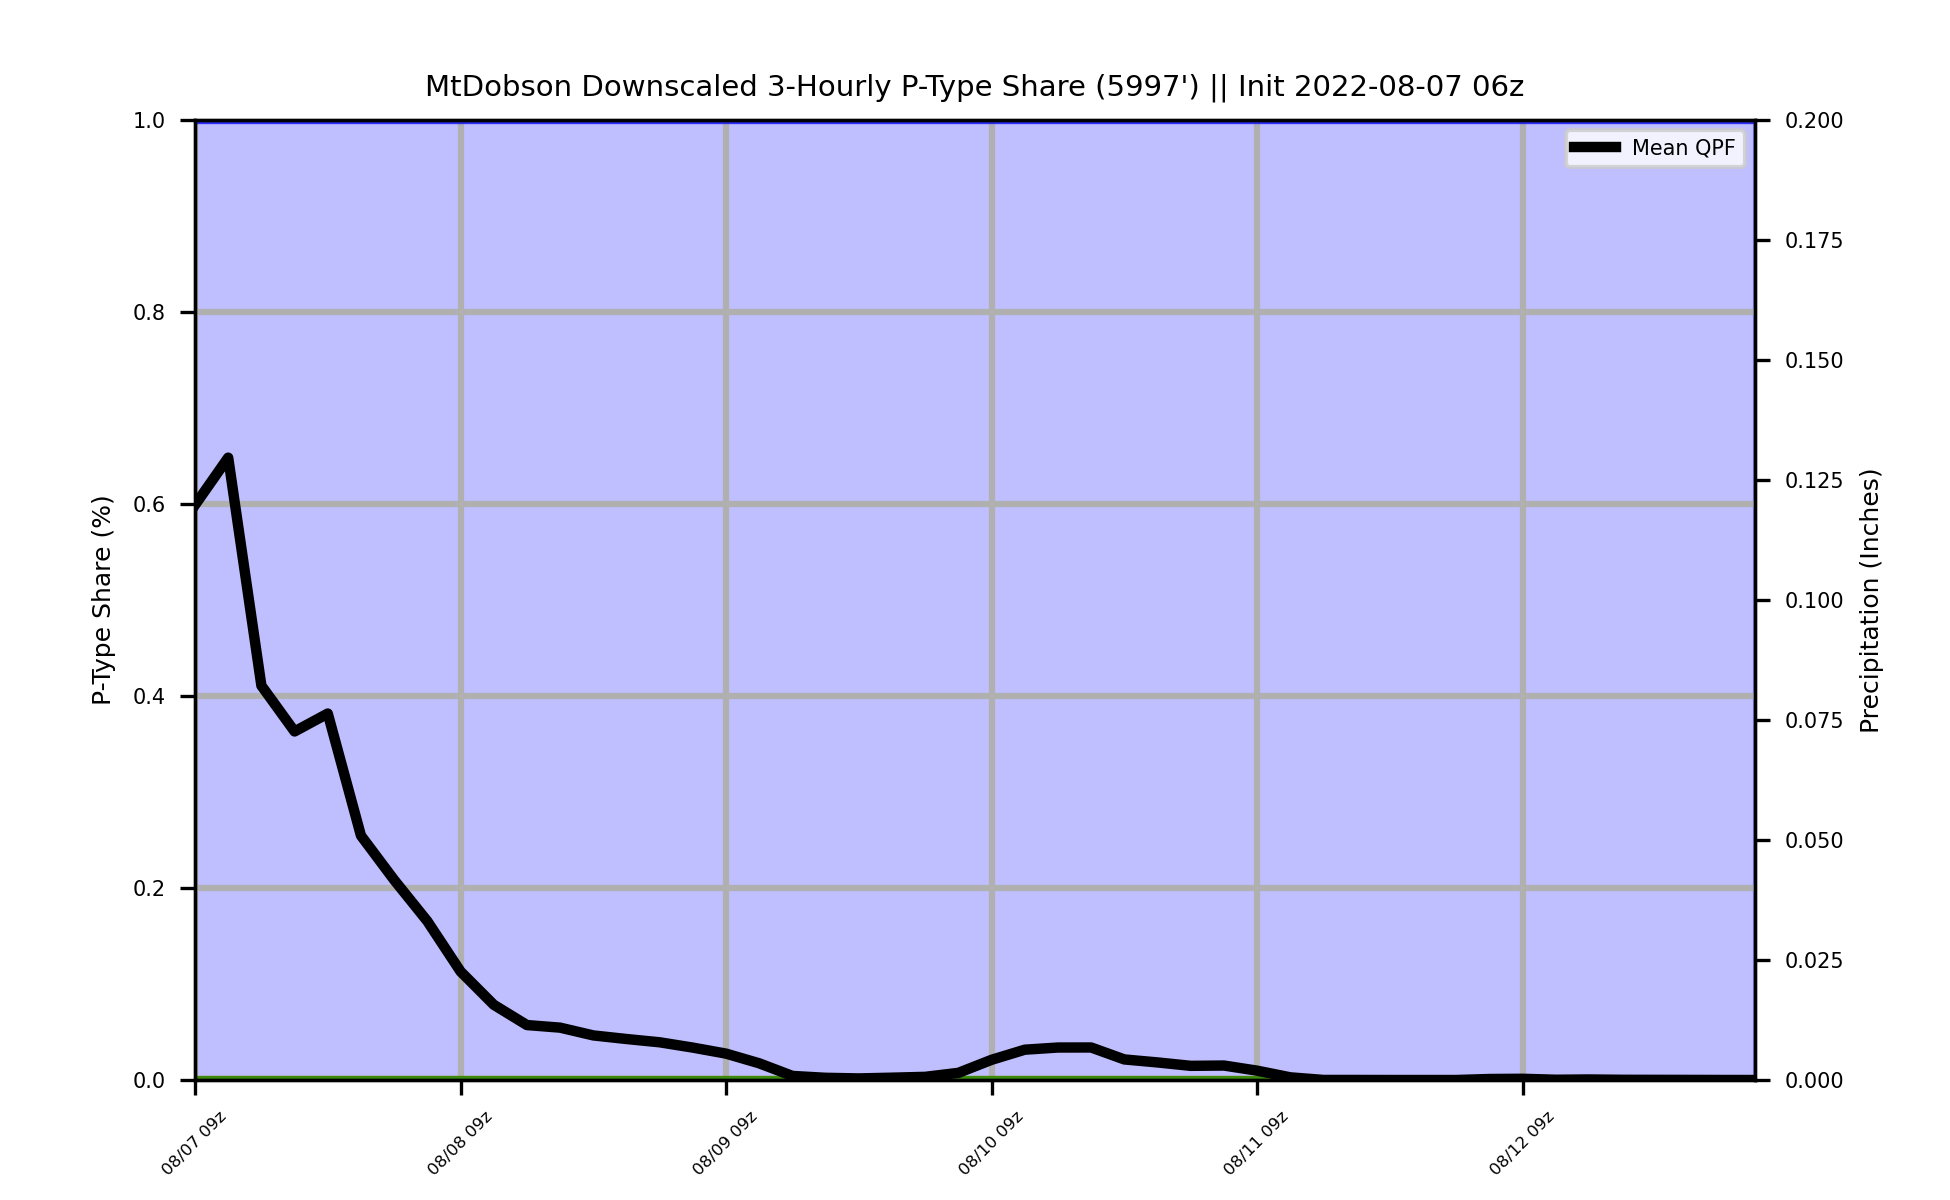 MtDobson Downscaled 3-Hourly P-Type Share (5997') || Init 2022-08-07 06z
Mean QPF
P-Type Share (%)
1.0
0.8
0.6
0.4
0.2
0.0
0.200
0.175
0.150
0.125
0.100
0.075
0.050
0.025
0.000
Precipitation (Inches)
08/07 09z
08/08 09z
08/09 09z
08/10 09z
08/11 09z
08/12 09z